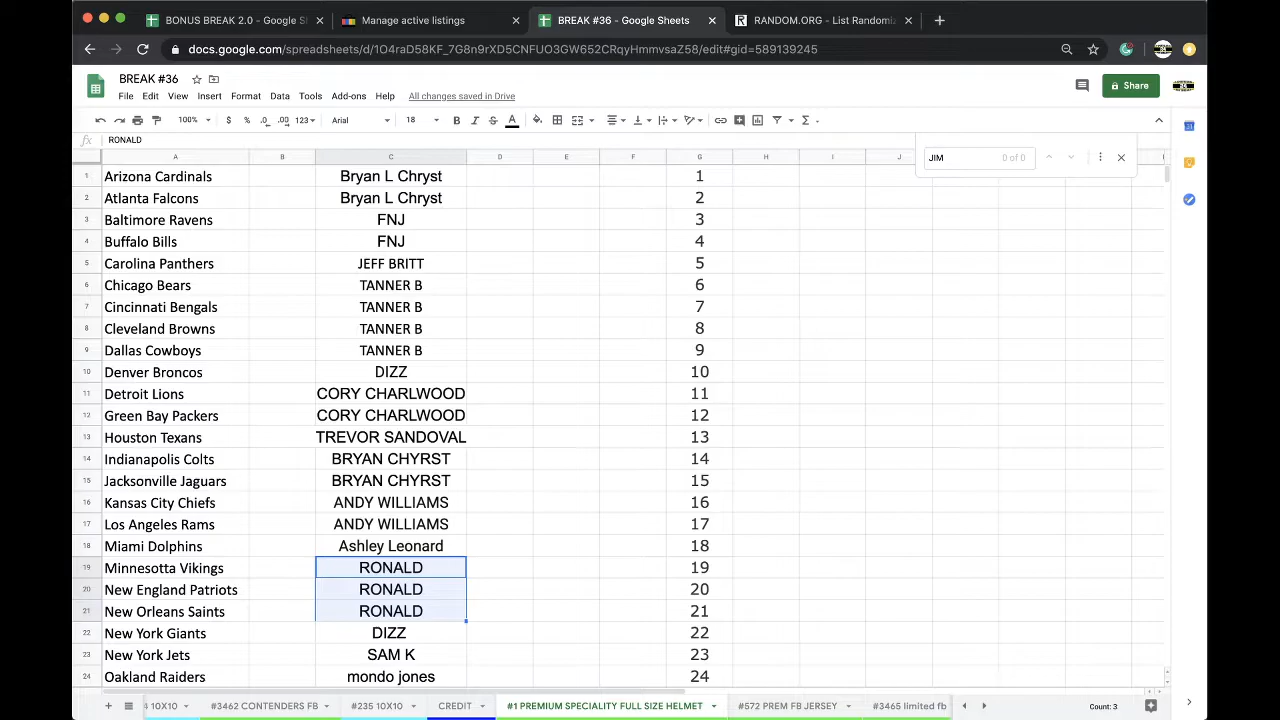 BONUS BREAK 2.0 - Google S
Manage active listings
BREAK #36 - Google Sheets
RANDOM.ORG - List Randomiz
docs.google.com/spreadsheets/d/1O4raD58KF_7G8n9rXD5CNFUO3GW652CRqyHmmvsaZ58/edit#gid=589139245
BREAK #36
File Edit View Insert Format Data Tools Add-ons Help All changes saved in Drive
Share
100% $ % .0 .00 123 Arial 18 B I S A
fx RONALD
JIM 0 of 0
A B C D E F G H I J
1 Arizona Cardinals Bryan L Chryst 1
2 Atlanta Falcons Bryan L Chryst 2
3 Baltimore Ravens FNJ 3
4 Buffalo Bills FNJ 4
5 Carolina Panthers JEFF BRITT 5
6 Chicago Bears TANNER B 6
7 Cincinnati Bengals TANNER B 7
8 Cleveland Browns TANNER B 8
9 Dallas Cowboys TANNER B 9
10 Denver Broncos DIZZ 10
11 Detroit Lions CORY CHARLWOOD 11
12 Green Bay Packers CORY CHARLWOOD 12
13 Houston Texans TREVOR SANDOVAL 13
14 Indianapolis Colts BRYAN CHYRST 14
15 Jacksonville Jaguars BRYAN CHYRST 15
16 Kansas City Chiefs ANDY WILLIAMS 16
17 Los Angeles Rams ANDY WILLIAMS 17
18 Miami Dolphins Ashley Leonard 18
19 Minnesotta Vikings RONALD 19
20 New England Patriots RONALD 20
21 New Orleans Saints RONALD 21
22 New York Giants DIZZ 22
23 New York Jets SAM K 23
24 Oakland Raiders mondo jones 24
10X10 #3462 CONTENDERS FB #235 10X10 CREDIT #1 PREMIUM SPECIALITY FULL SIZE HELMET #572 PREM FB JERSEY #3465 limited fb Count: 3